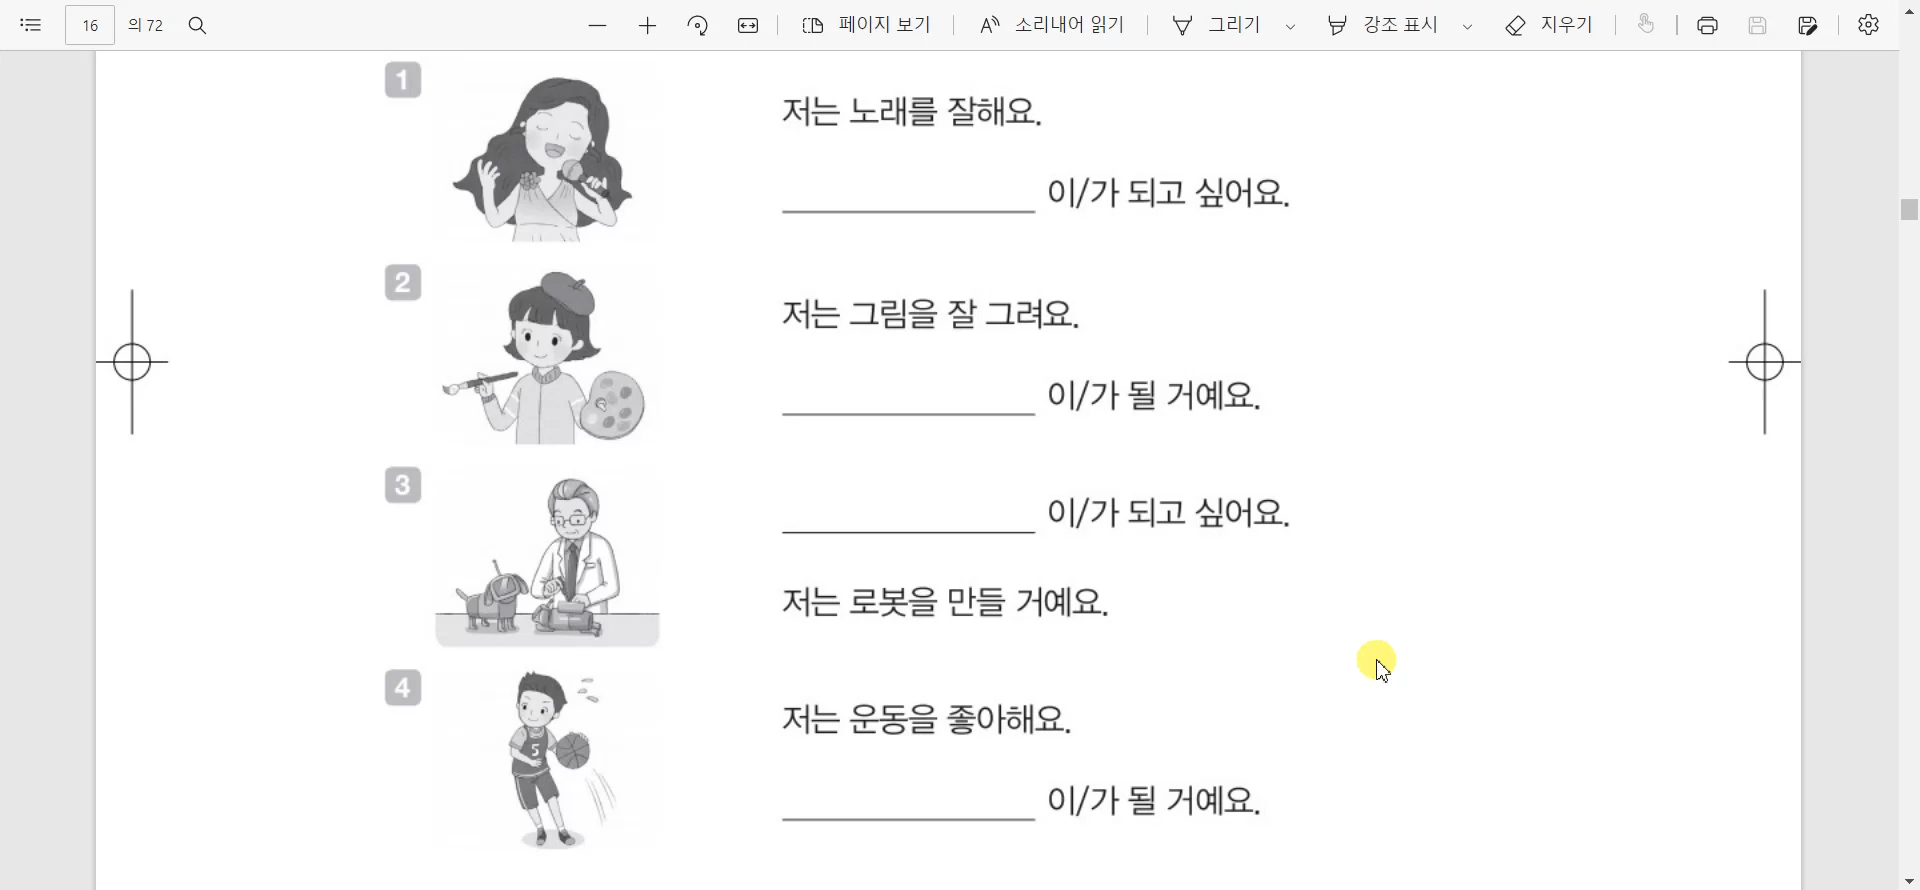 16 의 72 페이지 보기 소리내어 읽기 그리기 강조 표시 지우기
1
저는 노래를 잘해요.
이/가 되고 싶어요.
2
저는 그림을 잘 그려요.
이/가 될 거예요.
3
이/가 되고 싶어요.
저는 로봇을 만들 거예요.
4
저는 운동을 좋아해요.
5
이/가 될 거예요.